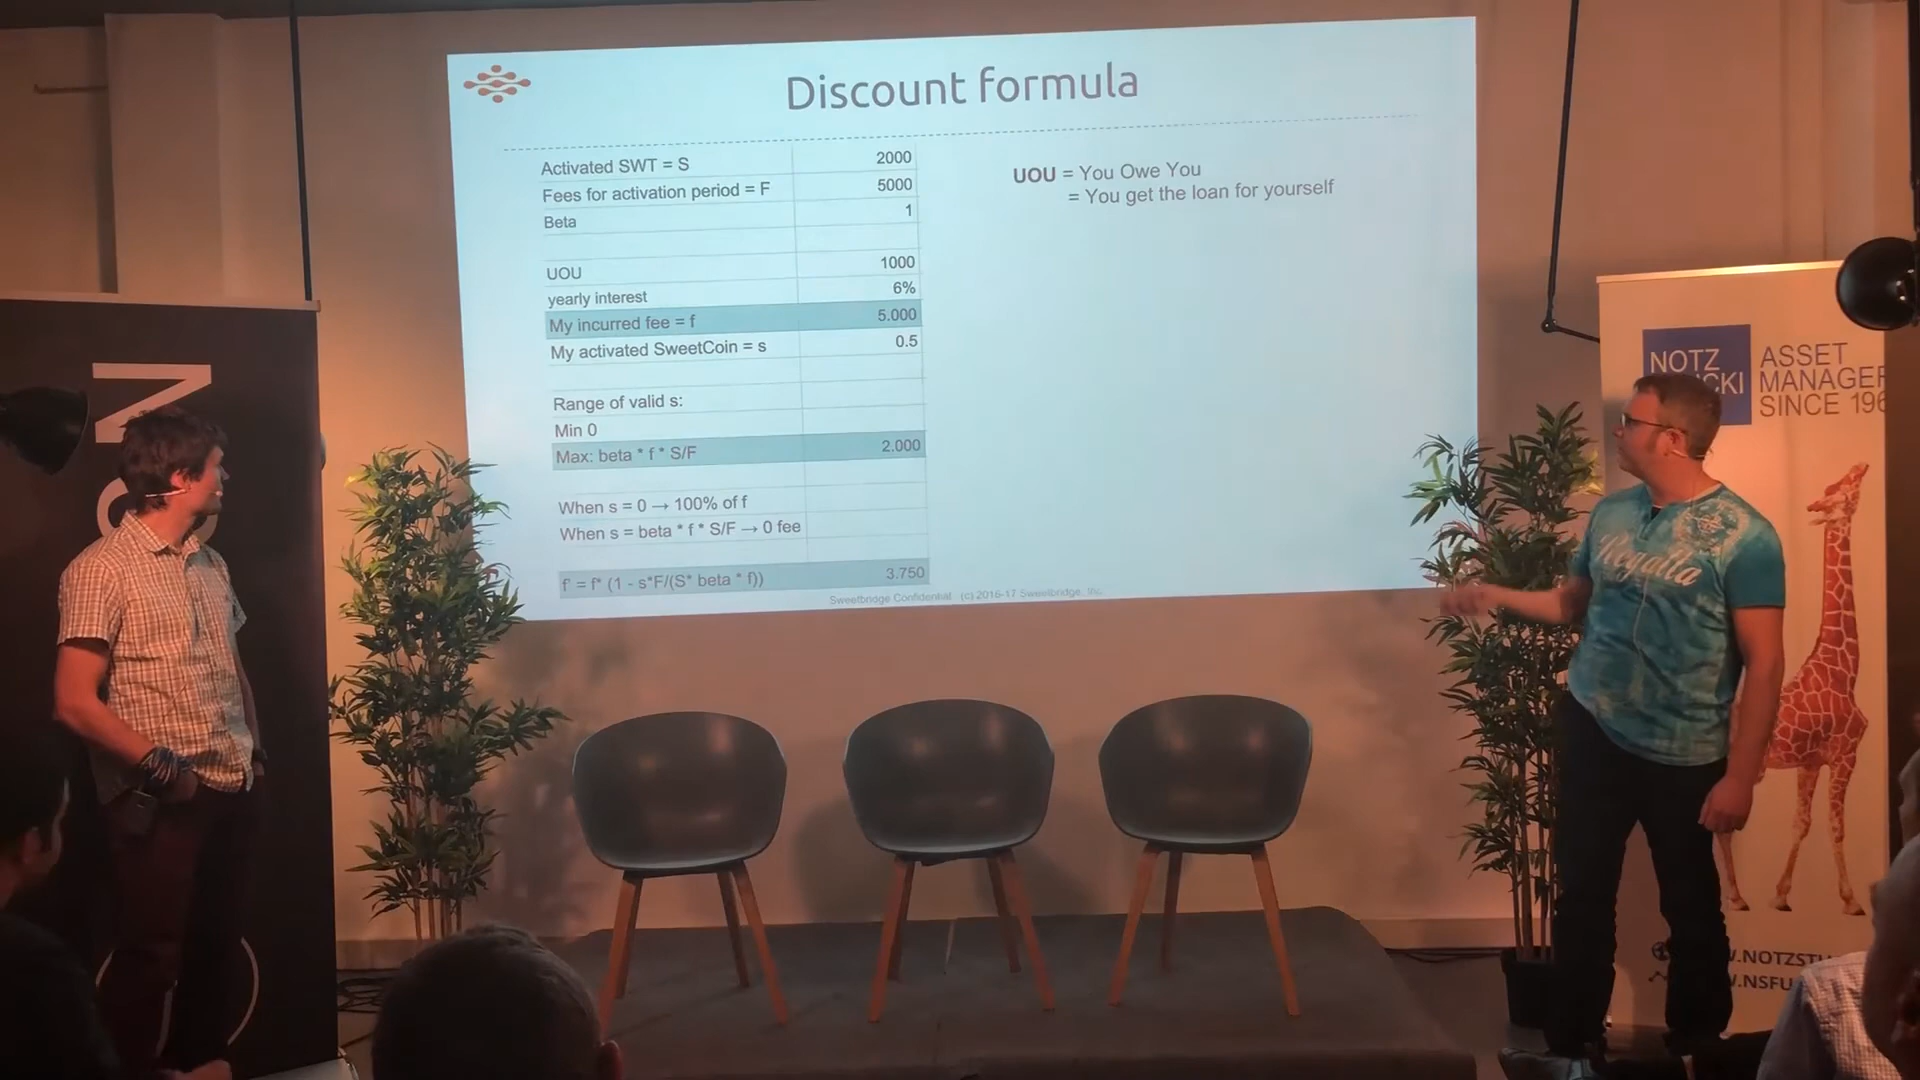 Discount formula
Activated SWT = S 2000
Fees for activation period = F 5000
Beta 1
UOU 1000
yearly interest 6%
My incurred fee = f 5.000
My activated SweetCoin = s 0.5
Range of valid s:
Min 0
Max: beta * f * S/F 2.000
When s = 0 → 100% of f
When s = beta * f * S/F → 0 fee
f' = f* (1 - s*F/(S* beta * f)) 3.750
UOU = You Owe You
= You get the loan for yourself
Sweetbridge Confidential (c) 2016-17 Sweetbridge, Inc
NOTZ
ASSET
MANAGER
SINCE 196
Regatta
W.NOTZSTU
W.NSFU